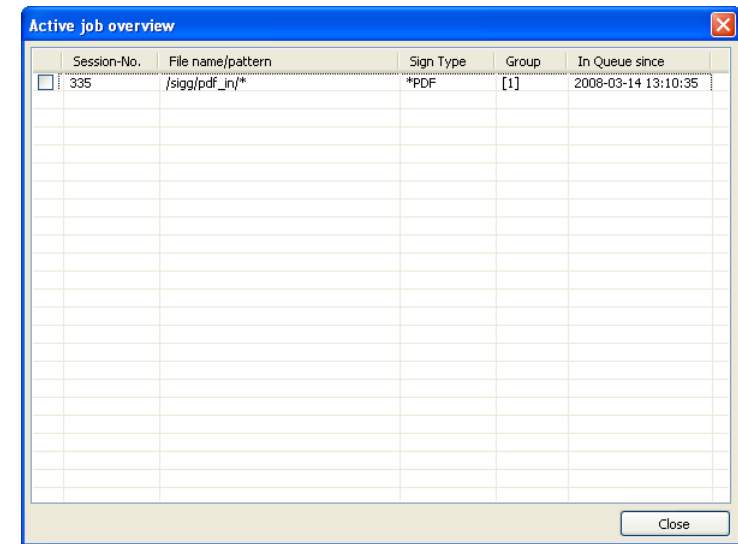 Active job overview
Session-No. File name/pattern Sign Type Group In Queue since
335 /sigg/pdf_in/* *PDF [1] 2008-03-14 13:10:35
Close